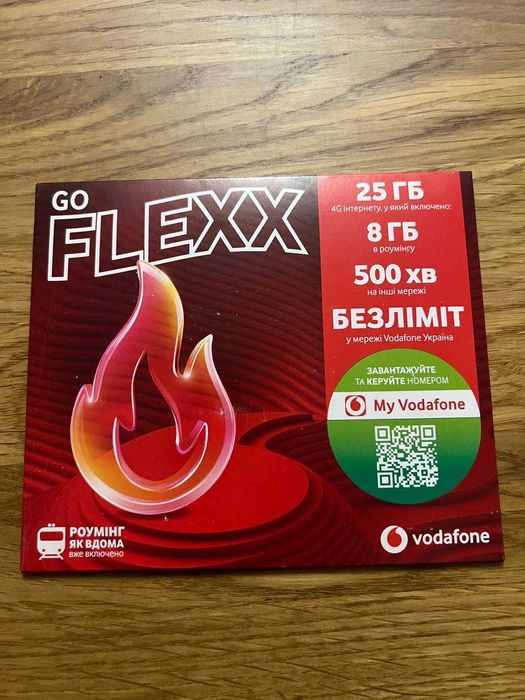 GO
FLEXX
25 ГБ
4G інтернету, у який включено:
8 ГБ
в роумінгу
500 хв
на інші мережі
БЕЗЛІМІТ
у мережі Vodafone Україна
ЗАВАНТАЖУЙТЕ
ТА КЕРУЙТЕ НОМЕРОМ
My Vodafone
РОУМІНГ
ЯК ВДОМА
вже включено
vodafone